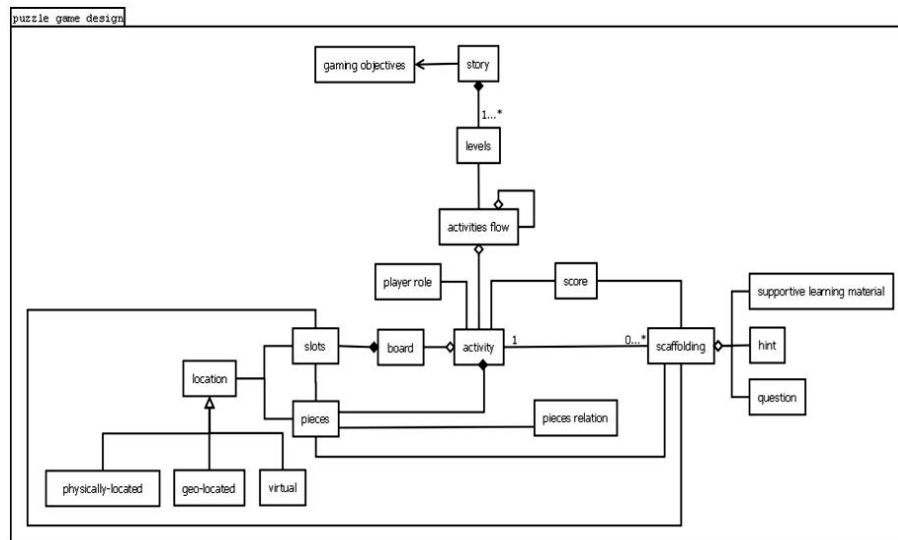 puzzle game design
gaming objectives
story
1...*
levels
activities flow
player role
score
supportive learning material
slots
board
activity
1
0...*
scaffolding
hint
location
question
pieces
pieces relation
physically-located
geo-located
virtual